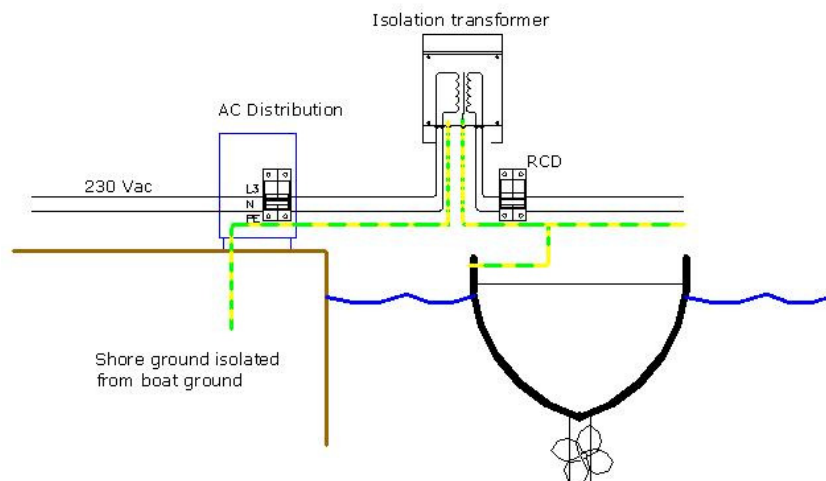 Isolation transformer
AC Distribution
RCD
230 Vac
L3
N
PE
Shore ground isolated
from boat ground